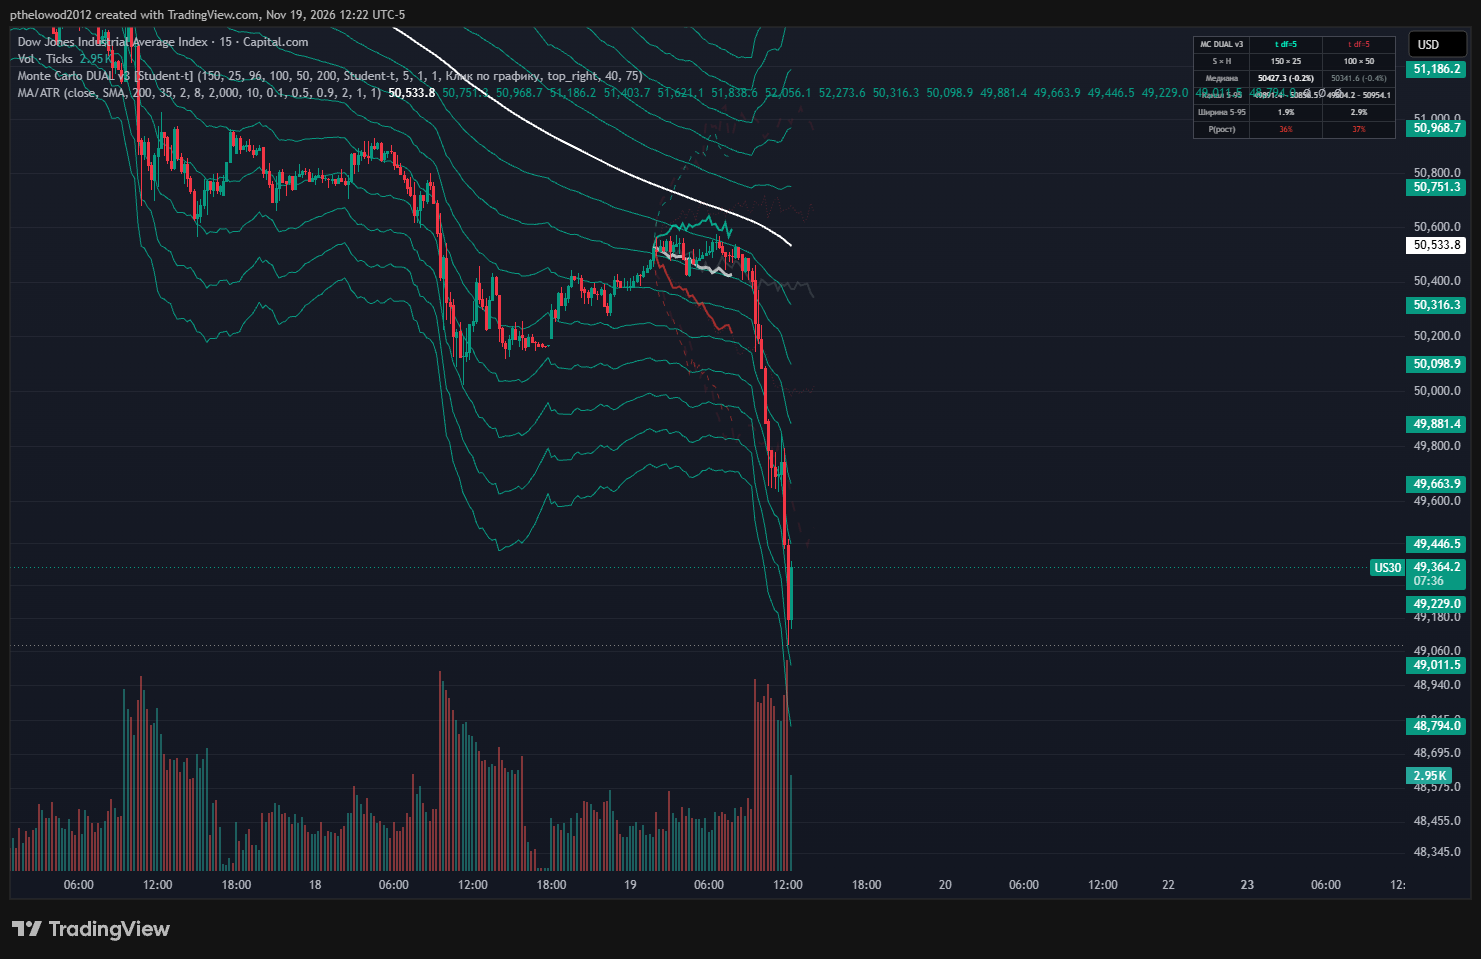 pthelowod2012 created with TradingView.com, Nov 19, 2026 12:22 UTC-5
Dow Jones Industrial Average Index · 15 · Capital.com
Vol · Ticks 2.95K
Monte Carlo DUAL v3 [Student-t] (150, 25, 96, 100, 50, 200, Student-t, 5, 1, 1, Клик по графику, top_right, 40, 75)
MA/ATR (close, SMA, 200, 35, 2, 8, 2,000, 10, 0.1, 0.5, 0.9, 2, 1, 1) 50,533.8 50,751.3 50,968.7 51,186.2 51,403.7 51,621.1 51,838.6 52,056.1 52,273.6 50,316.3 50,098.9 49,881.4 49,663.9 49,446.5 49,229.0 49,011.5 48,794.0
MC DUAL v3 t df=5 t df=5
S × H 150 × 25 100 × 50
Медиана 50427.3 (-0.2%) 50341.6 (-0.4%)
5-95 50954.1
Ширина 5-95 1.9% 2.9%
P(рост) 36% 37%
USD
51,186.2
51,000.0
50,968.7
50,800.0
50,751.3
50,600.0
50,533.8
50,400.0
50,316.3
50,200.0
50,098.9
50,000.0
49,881.4
49,800.0
49,663.9
49,600.0
49,446.5
US30 49,364.2
07:36
49,229.0
49,180.0
49,060.0
49,011.5
48,940.0
48,794.0
48,695.0
2.95K
48,575.0
48,455.0
48,345.0
06:00 12:00 18:00 18 06:00 12:00 18:00 19 06:00 12:00 18:00 20 06:00 12:00 22 23 06:00 12:
TradingView